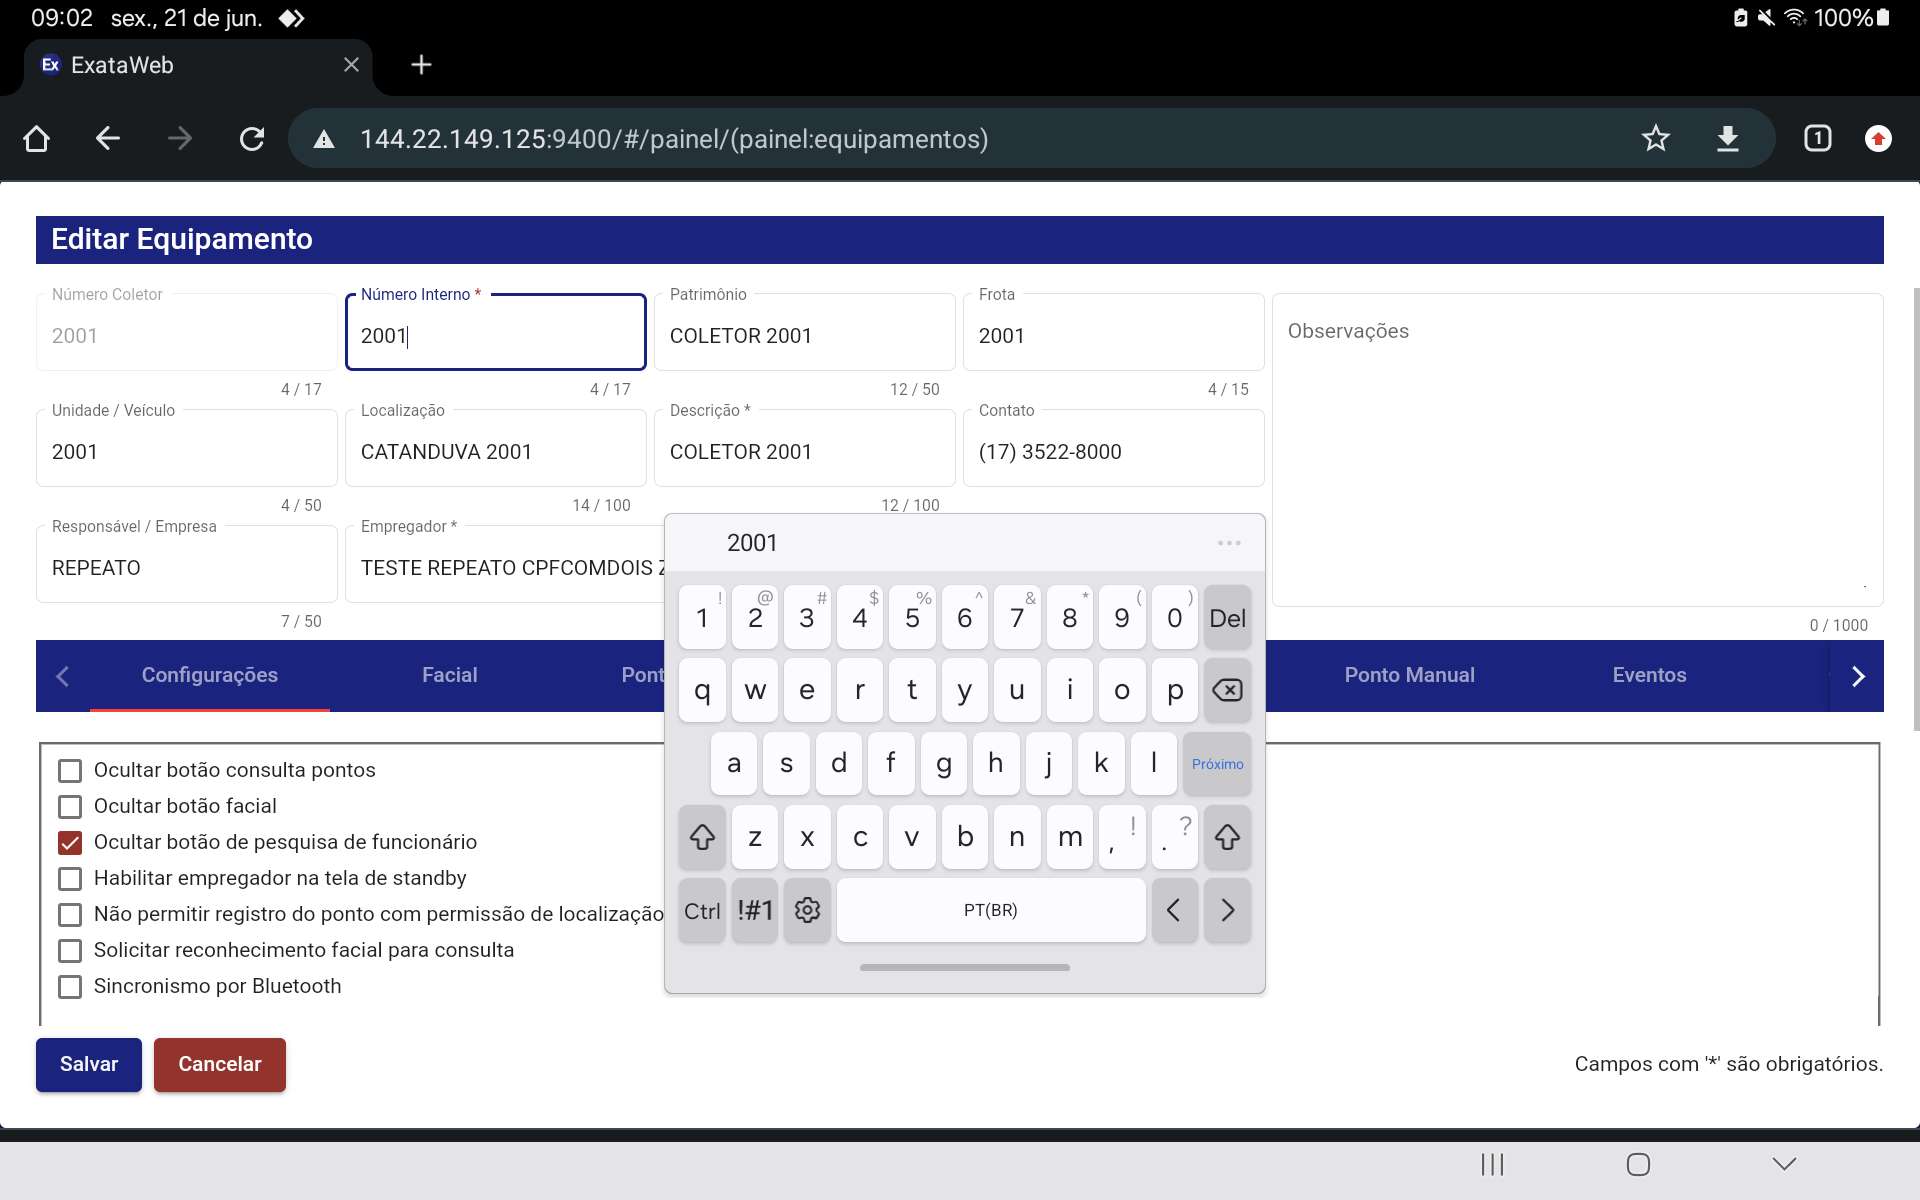 09:02 sex., 21 de jun.
100%
Ex ExataWeb
144.22.149.125:9400/#/painel/(painel:equipamentos)
1
Editar Equipamento
Número Coletor
2001
4 / 17
Número Interno *
2001
4 / 17
Patrimônio
COLETOR 2001
12 / 50
Frota
2001
4 / 15
Observações
0 / 1000
Unidade / Veículo
2001
4 / 50
Localização
CATANDUVA 2001
14 / 100
Descrição *
COLETOR 2001
12 / 100
Contato
(17) 3522-8000
Responsável / Empresa
REPEATO
7 / 50
Empregador *
TESTE REPEATO CPFCOMDOIS
Configurações
Facial
Pont
Ponto Manual
Eventos
Ocultar botão consulta pontos
Ocultar botão facial
Ocultar botão de pesquisa de funcionário
Habilitar empregador na tela de standby
Não permitir registro do ponto com permissão de localização
Solicitar reconhecimento facial para consulta
Sincronismo por Bluetooth
2001
! @ # $ % ^ & * ( )
1 2 3 4 5 6 7 8 9 0 Del
q w e r t y u i o p
a s d f g h j k l Próximo
! ?
z x c v b n m , .
Ctrl !#1 PT(BR) < >
Salvar
Cancelar
Campos com '*' são obrigatórios.